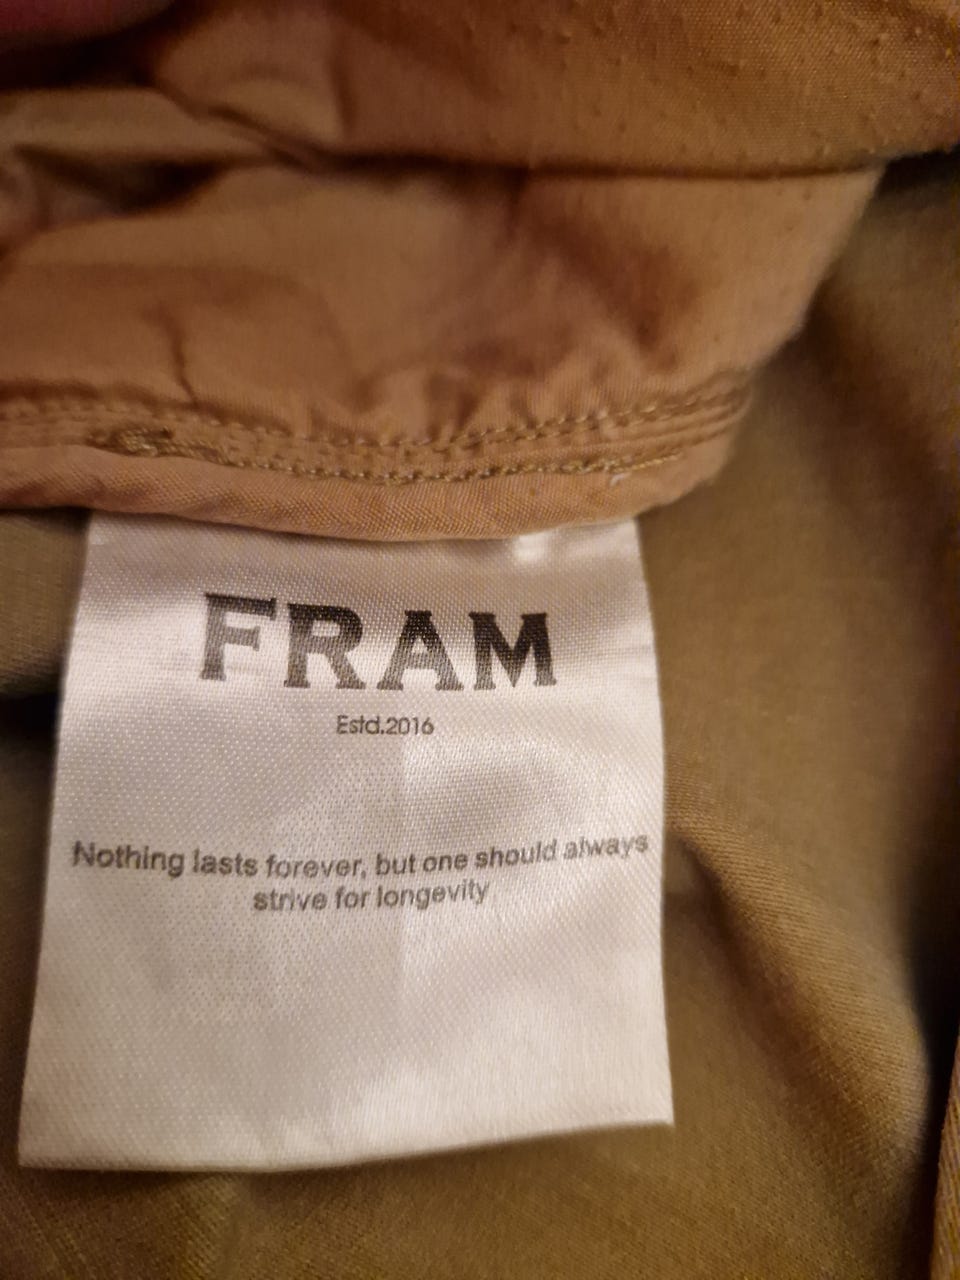 FRAM
Estd.2016
Nothing lasts forever, but one should always
strive for longevity